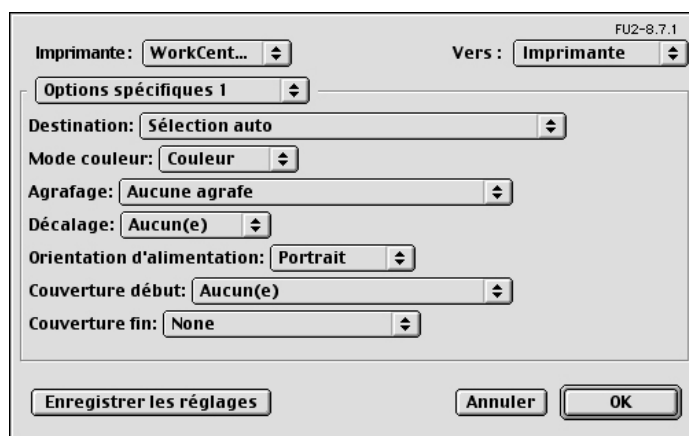 FU2-8.7.1
Imprimante: WorkCent... Vers : Imprimante
Options spécifiques 1
Destination: Sélection auto
Mode couleur: Couleur
Agrafage: Aucune agrafe
Décalage: Aucun(e)
Orientation d'alimentation: Portrait
Couverture début: Aucun(e)
Couverture fin: None
Enregistrer les réglages Annuler OK